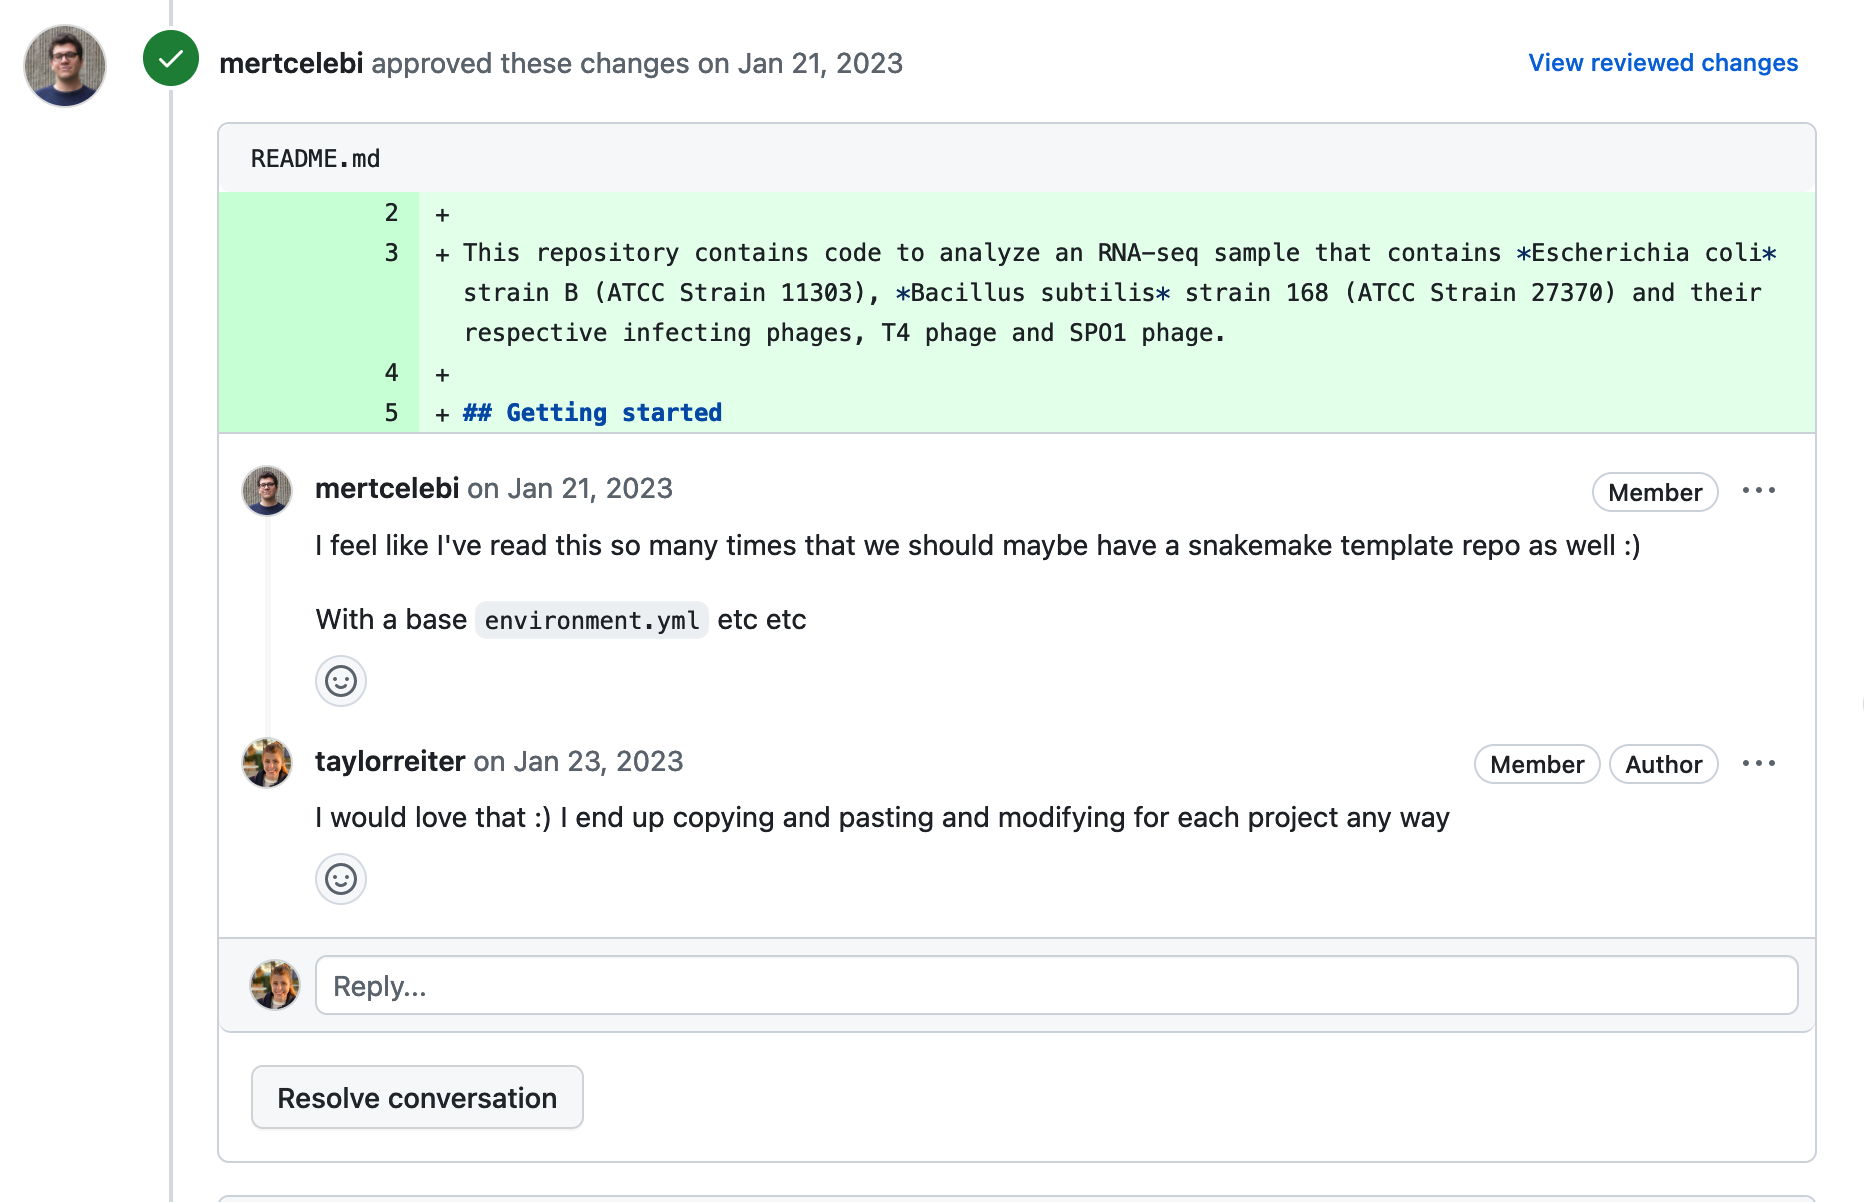 mertcelebi approved these changes on Jan 21, 2023
View reviewed changes
README.md
2 +
3 + This repository contains code to analyze an RNA-seq sample that contains *Escherichia coli*
strain B (ATCC Strain 11303), *Bacillus subtilis* strain 168 (ATCC Strain 27370) and their
respective infecting phages, T4 phage and SPO1 phage.
4 +
5 + ## Getting started
mertcelebi on Jan 21, 2023
Member
I feel like I've read this so many times that we should maybe have a snakemake template repo as well :)
With a base environment.yml etc etc
taylorreiter on Jan 23, 2023
Member Author
I would love that :) I end up copying and pasting and modifying for each project any way
Reply...
Resolve conversation